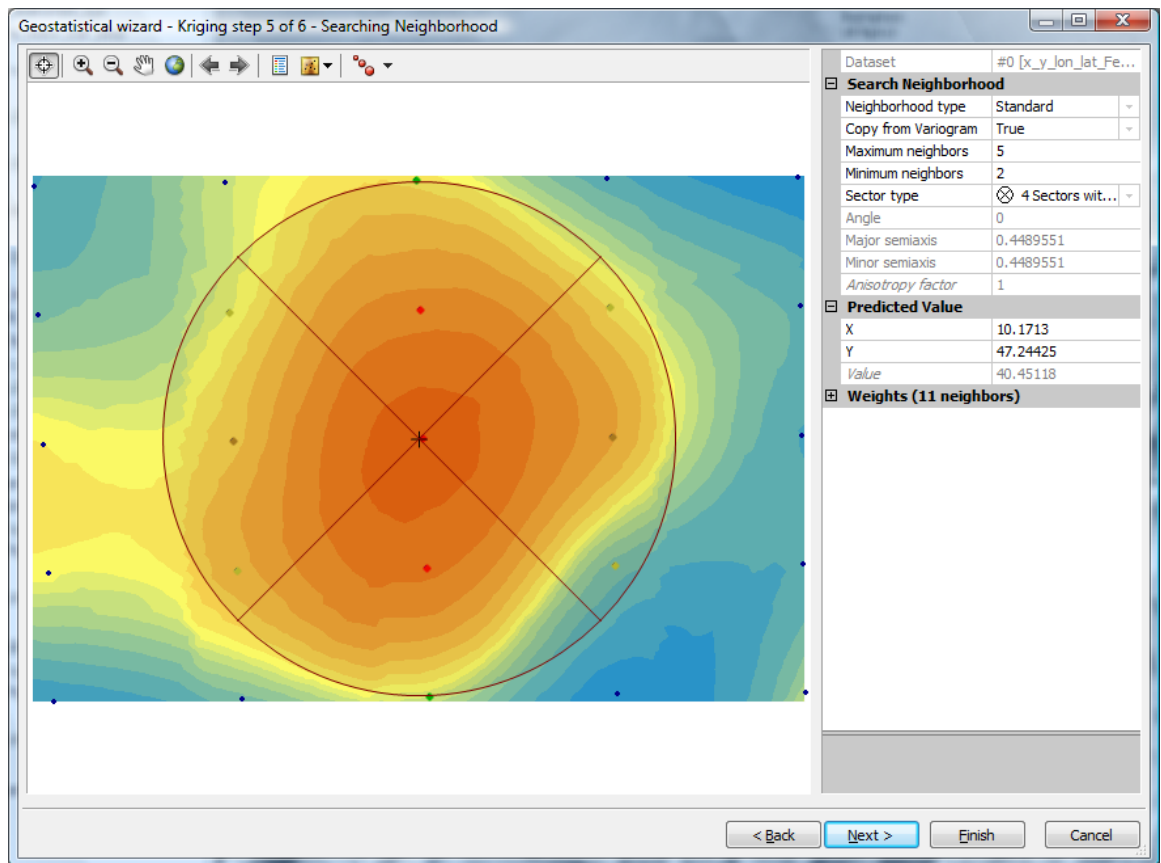 Geostatistical wizard - Kriging step 5 of 6 - Searching Neighborhood
Dataset #0 [x_y_lon_lat_Fe...
Search Neighborhood
Neighborhood type Standard
Copy from Variogram True
Maximum neighbors 5
Minimum neighbors 2
Sector type 4 Sectors wit...
Angle 0
Major semiaxis 0.4489551
Minor semiaxis 0.4489551
Anisotropy factor 1
Predicted Value
X 10.1713
Y 47.24425
Value 40.45118
Weights (11 neighbors)
< Back Next > Finish Cancel